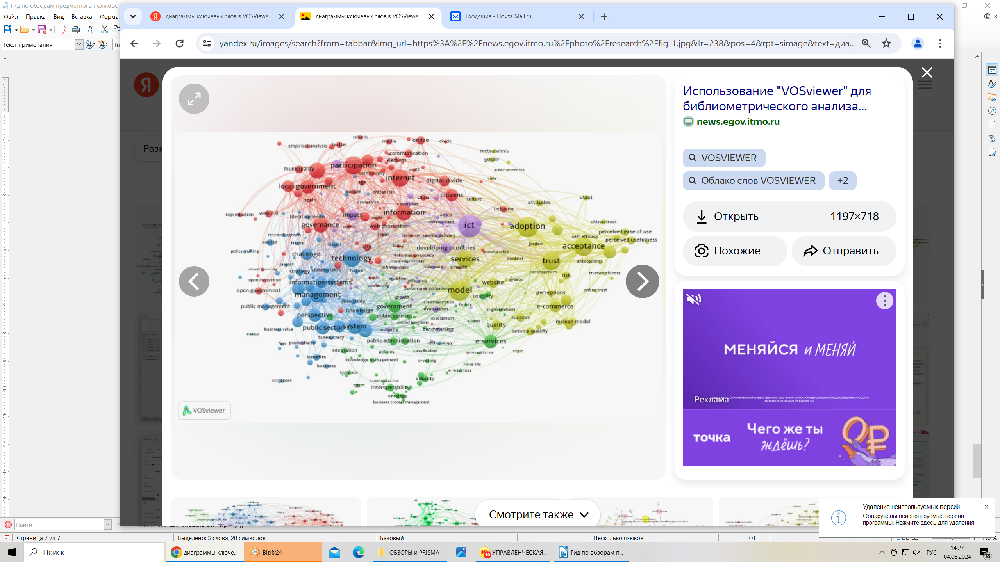 Гид по обзорам предметного поля.doc
Файл Правка Вид Вставка Формат
Текст примечания
диаграммы ключевых слов в VOSViewer
диаграммы ключевых слов в VOSViewer
Входящие - Почта Mail.ru
yandex.ru/images/search?from=tabbar&img_url=https%3A%2F%2Fnews.egov.itmo.ru%2Fphoto%2Fresearch%2Ffig-1.jpg&lr=238&pos=4&rpt=simage&text=диа...
Я
Использование "VOSviewer" для
библиометрического анализа...
news.egov.itmo.ru
VOSVIEWER
Облако слов VOSVIEWER
+2
Открыть 1197×718
Похожие
Отправить
reform
media
online
divide
empirical analysis
twitter
communication
elections
metaanalysis
gender
municipality
participation
community
youth
public e-services
internet
view
age
digital divide
local government
europe
citizenship
china
citizens
culture
utaut
spain
countries
attitudes
behavior
coproduction
web 2.0
literature review
impact
world
information
africa
development
ict
adoption
citizen trust
governance
power
web
globalization
perceived ease of use
research agenda
urban
inclusion
service delivery
self-efficacy
perceived usefulness
sector
failure
issues
city
brazil
developing countries
jordan
acceptance
policy making
challenge
technology
information society
saudi arabia
knowledge society
services
context
trust
antecedents
project
infrastructure
indonesia
e-health
crowdsourring
strategy
stakeholders
future
consequences
risk
trustworthiness
open innovation
information-systems
tools
efficiency
website
greece
outsourcing
open government
performance evaluation
model
perceptions
online trust
management
growth
usability
case study
e-administration
turkey
public management
government
evaluation
m-government
e-commerce
perspective
knowledge
public services
assessment
survey
success
united kingdom
mclean model
public sector
system
quality
business value
maturity
benchmarking
service quality
mexico
bureaucracy
firm
productivity
public administration
methodology
e-services
integration
policies
classification
personalization
scale
benefits
knowledge management
e-voting
business
reliability
big data
e-readiness
singapore
standardization
security
egypt
interoperability
ontology
business process management
VOSviewer
МЕНЯЙСЯ и МЕНЯЙ
Реклама
ОБЩЕСТВО С ОГРАНИЧЕННОЙ ОТВЕТСТВЕННОСТЬЮ "БАНК ТОЧКА" УНИВЕРСАЛЬНАЯ ЛИЦЕНЗИЯ БАНКА РОССИИ
№ 3545 ОТ 03.02.2023. РЕКЛАМА. 18+
точка
Чего же ты
ждёшь?
Смотрите также
Удаление неиспользуемых версий
Обнаружены неиспользуемые версии
программы. Нажмите здесь для удаления.
Найти
Страница 7 из 7
Выделено: 3 слова, 20 символов
Базовый
Несколько языков
150 %
Поиск
диаграммы ключе...
Bitrix24
ОБЗОРЫ и PRISMA
УПРАВЛЕНЧЕСКАЯ...
Гид по обзорам п...
РУС
14:27
04.06.2024
18